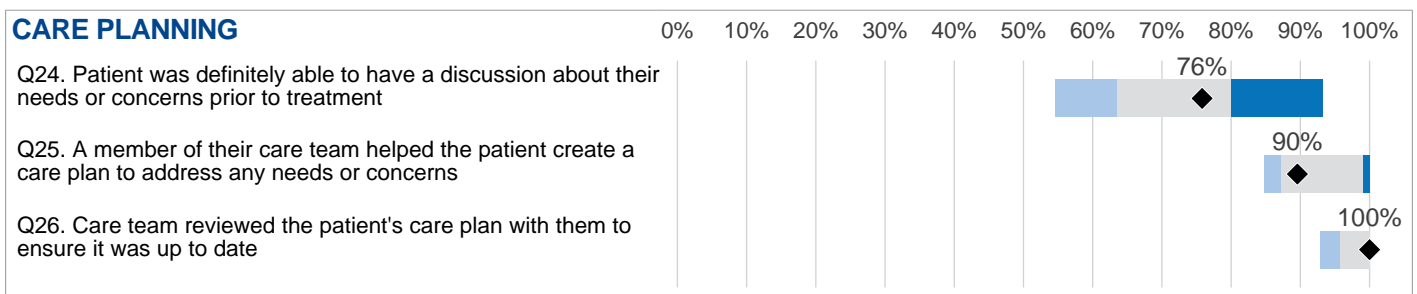 CARE PLANNING
0% 10% 20% 30% 40% 50% 60% 70% 80% 90% 100%
Q24. Patient was definitely able to have a discussion about their
needs or concerns prior to treatment
76%
Q25. A member of their care team helped the patient create a
care plan to address any needs or concerns
90%
Q26. Care team reviewed the patient's care plan with them to
ensure it was up to date
100%